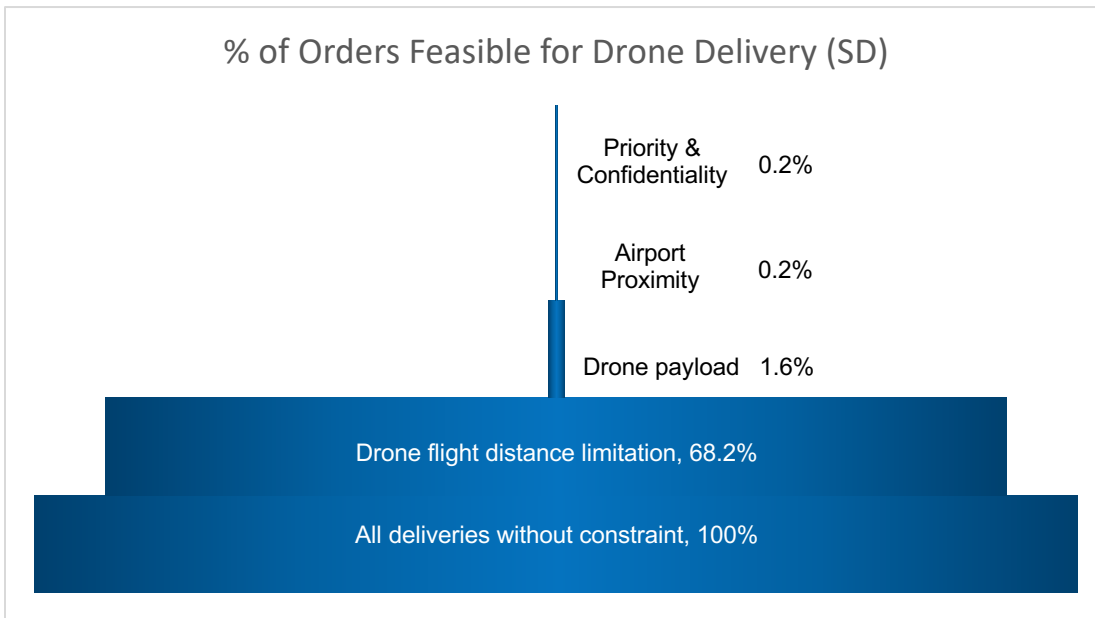 % of Orders Feasible for Drone Delivery (SD)
Priority &
Confidentiality
0.2%
Airport
Proximity
0.2%
Drone payload 1.6%
Drone flight distance limitation, 68.2%
All deliveries without constraint, 100%